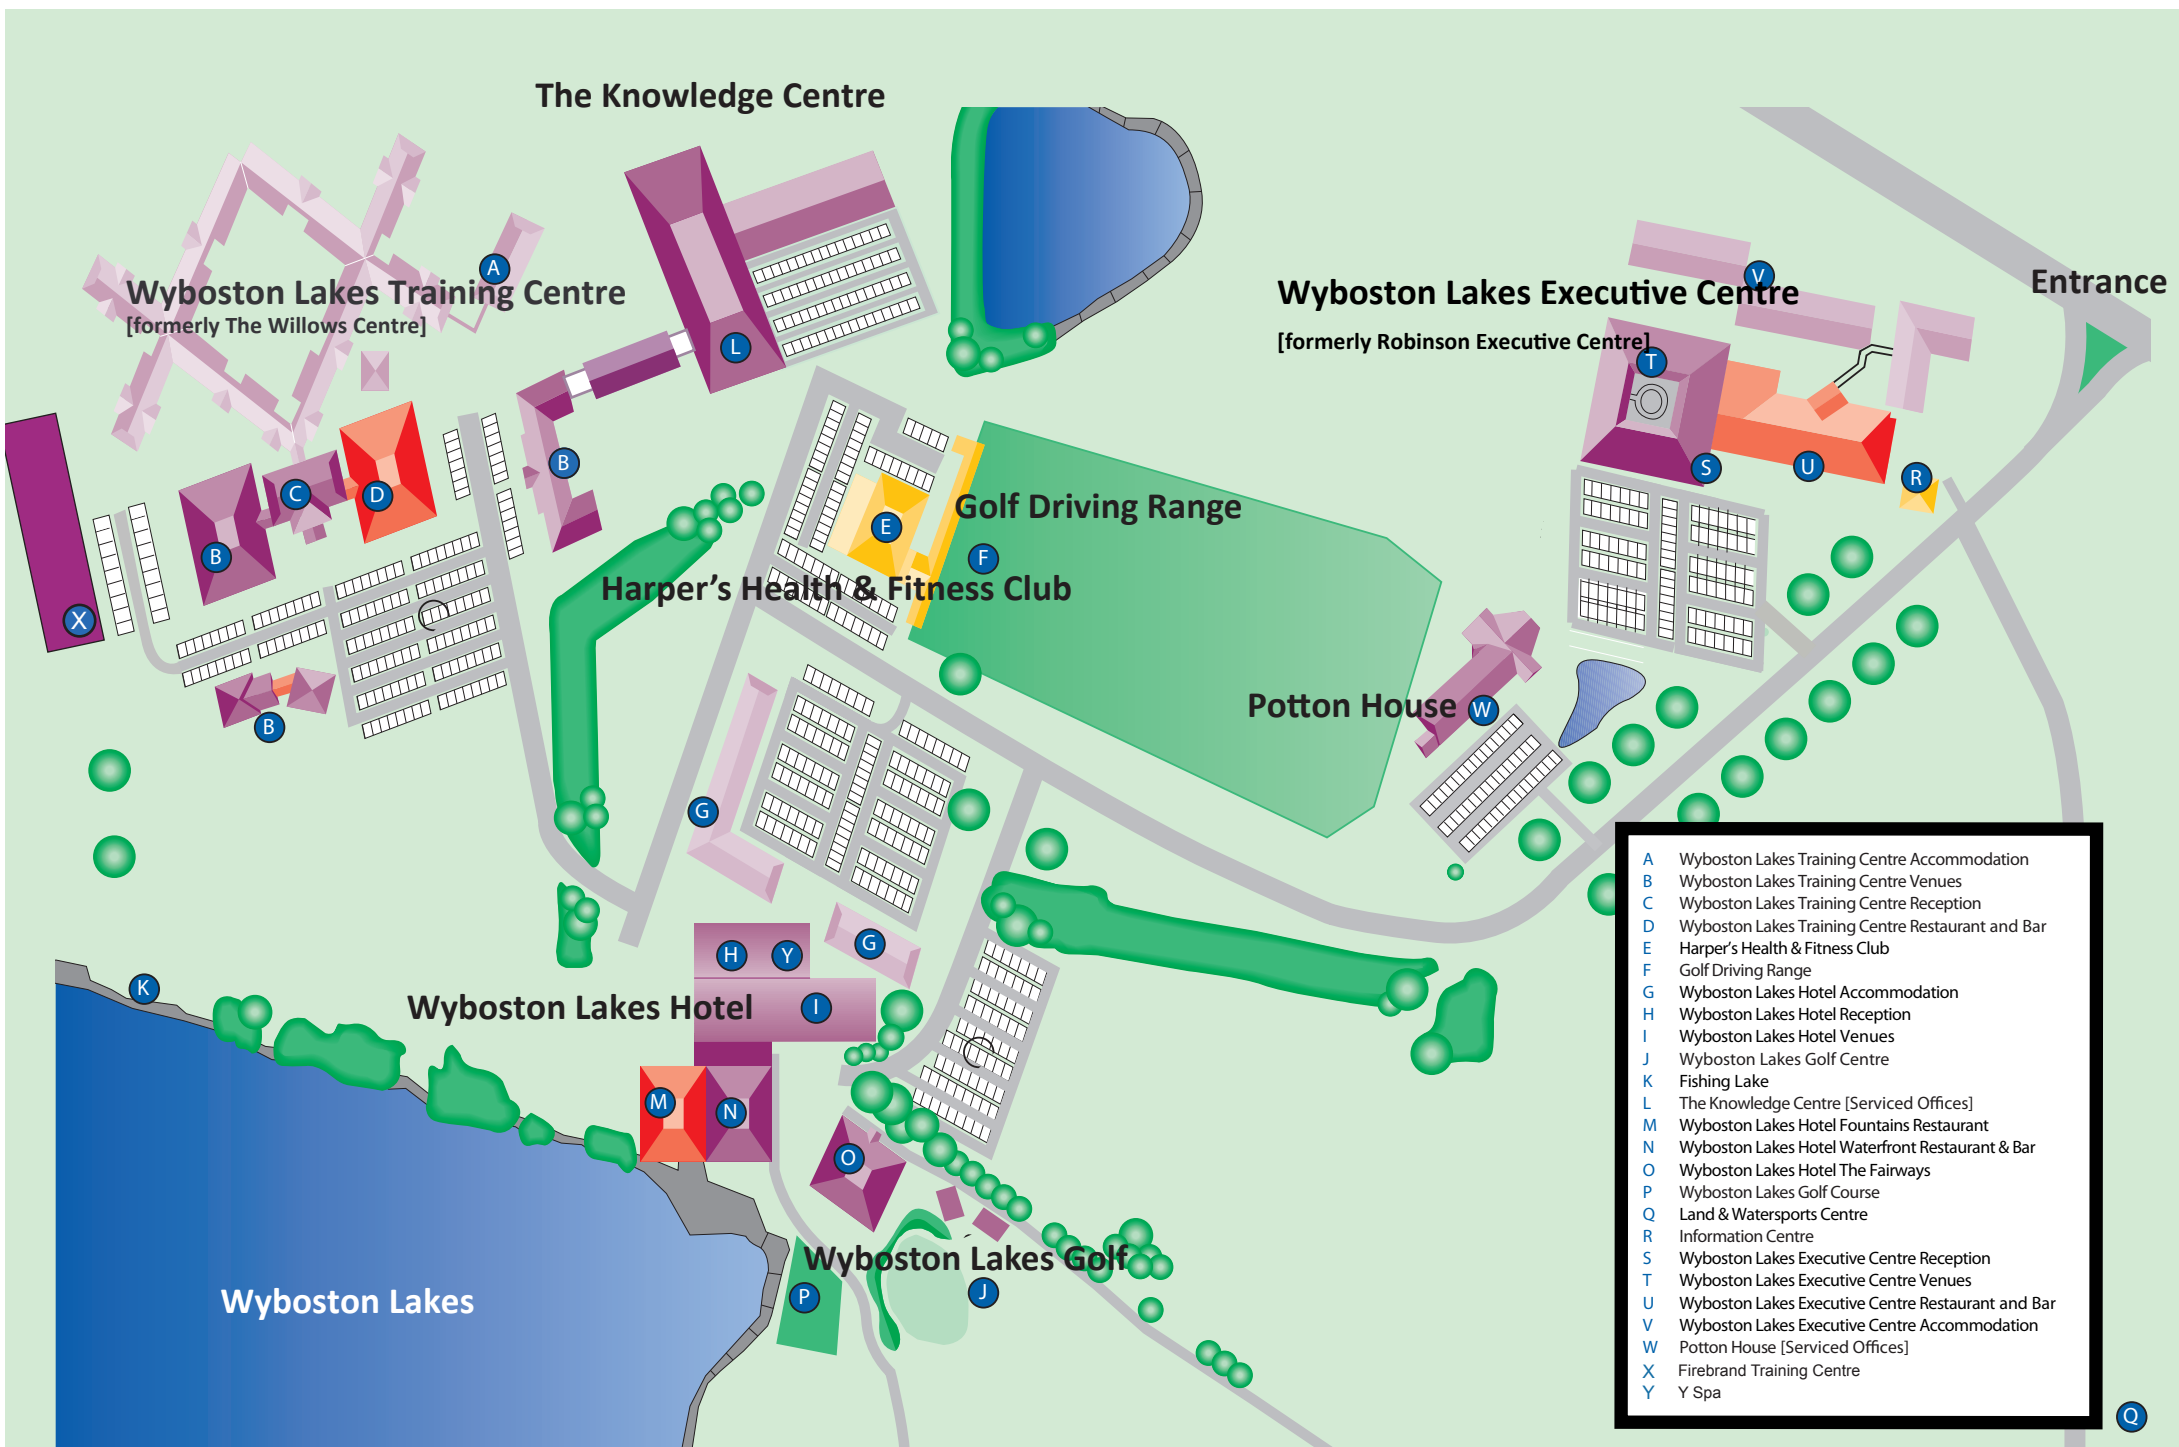 The Knowledge Centre
A
Wyboston Lakes Training Centre
[formerly The Willows Centre]
L
V
Wyboston Lakes Executive Centre
[formerly Robinson Executive Centre]
Entrance
T
B
C
D
S
U
R
E
Golf Driving Range
B
F
Harper's Health & Fitness Club
X
B
Potton House
W
G
G
H
Y
K
Wyboston Lakes Hotel
I
M
N
O
Wyboston Lakes Golf
J
P
Wyboston Lakes
A Wyboston Lakes Training Centre Accommodation
B Wyboston Lakes Training Centre Venues
C Wyboston Lakes Training Centre Reception
D Wyboston Lakes Training Centre Restaurant and Bar
E Harper's Health & Fitness Club
F Golf Driving Range
G Wyboston Lakes Hotel Accommodation
H Wyboston Lakes Hotel Reception
I Wyboston Lakes Hotel Venues
J Wyboston Lakes Golf Centre
K Fishing Lake
L The Knowledge Centre [Serviced Offices]
M Wyboston Lakes Hotel Fountains Restaurant
N Wyboston Lakes Hotel Waterfront Restaurant & Bar
O Wyboston Lakes Hotel The Fairways
P Wyboston Lakes Golf Course
Q Land & Watersports Centre
R Information Centre
S Wyboston Lakes Executive Centre Reception
T Wyboston Lakes Executive Centre Venues
U Wyboston Lakes Executive Centre Restaurant and Bar
V Wyboston Lakes Executive Centre Accommodation
W Potton House [Serviced Offices]
X Firebrand Training Centre
Y Y Spa
Q